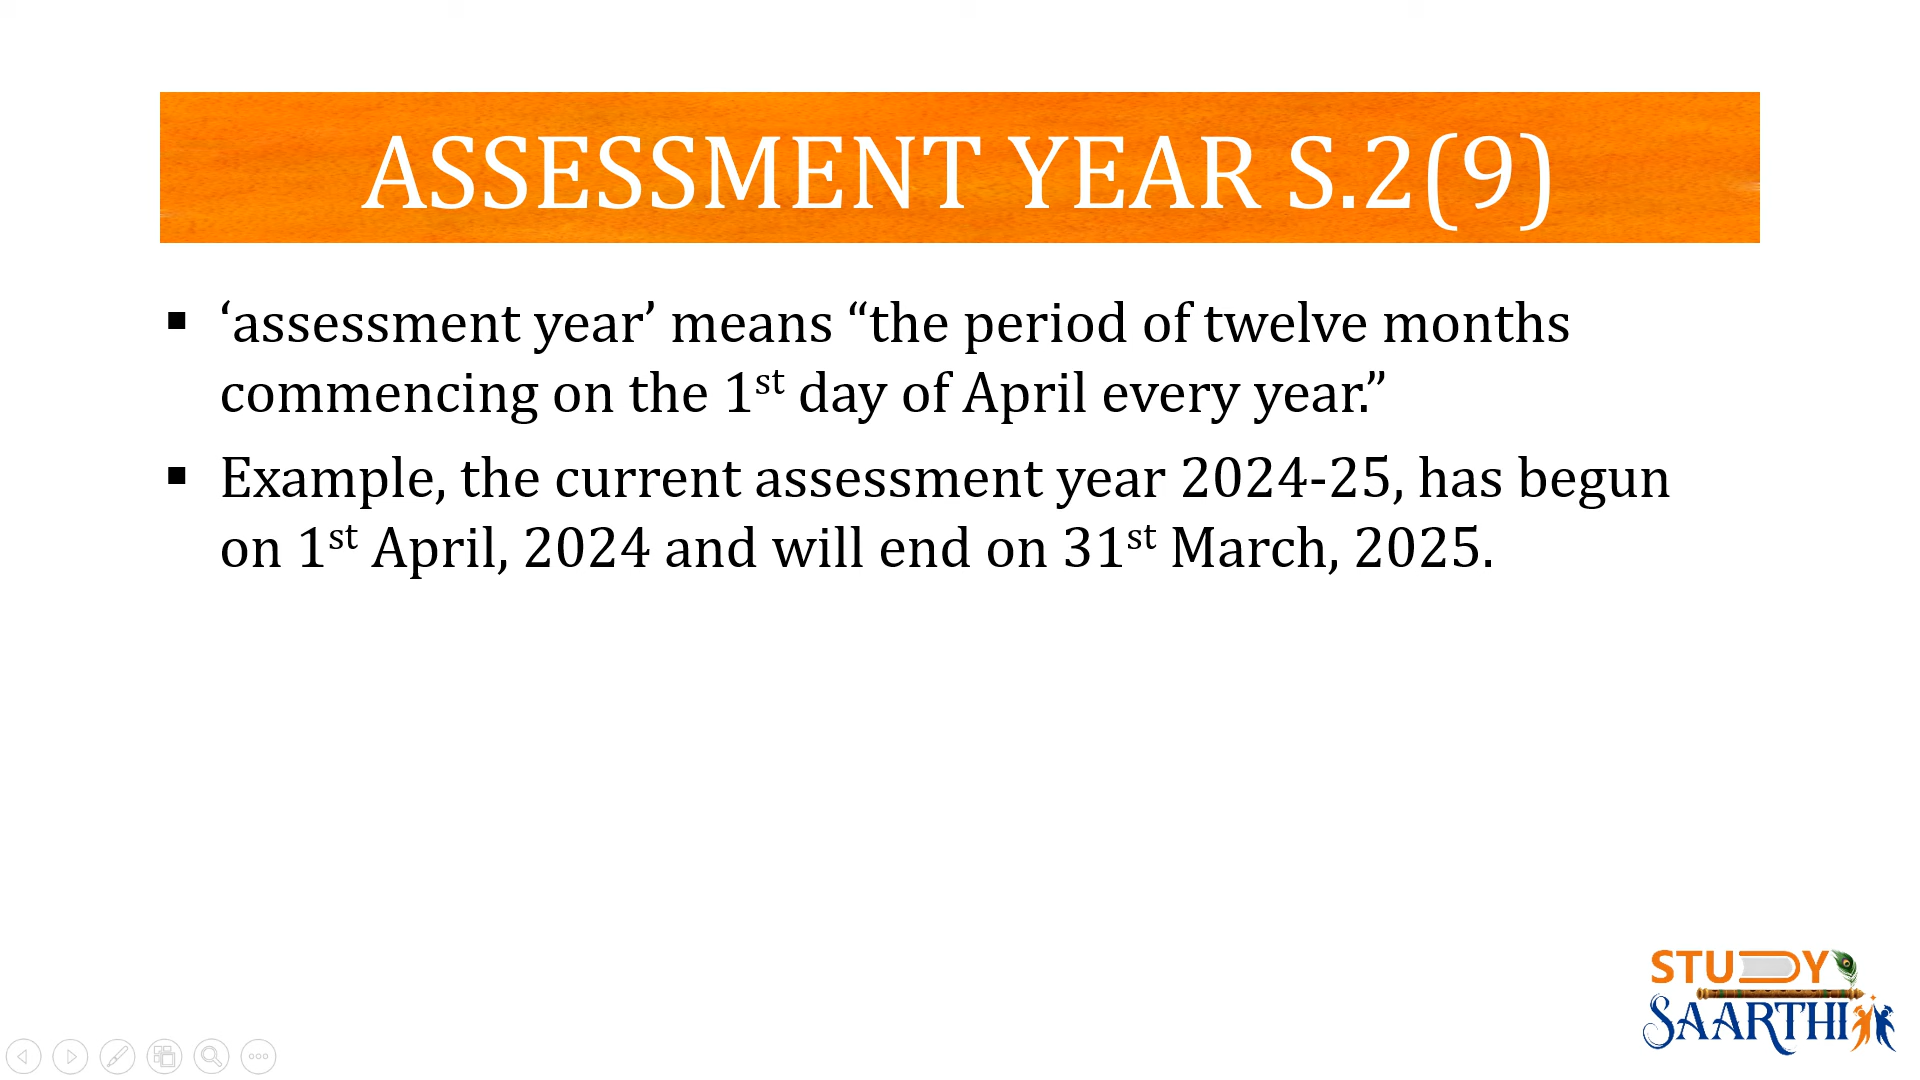 ASSESSMENT YEAR S.2(9)
▪ ‘assessment year’ means “the period of twelve months
commencing on the 1st day of April every year.”
▪ Example, the current assessment year 2024-25, has begun
on 1st April, 2024 and will end on 31st March, 2025.
STUDY
SAARTHI